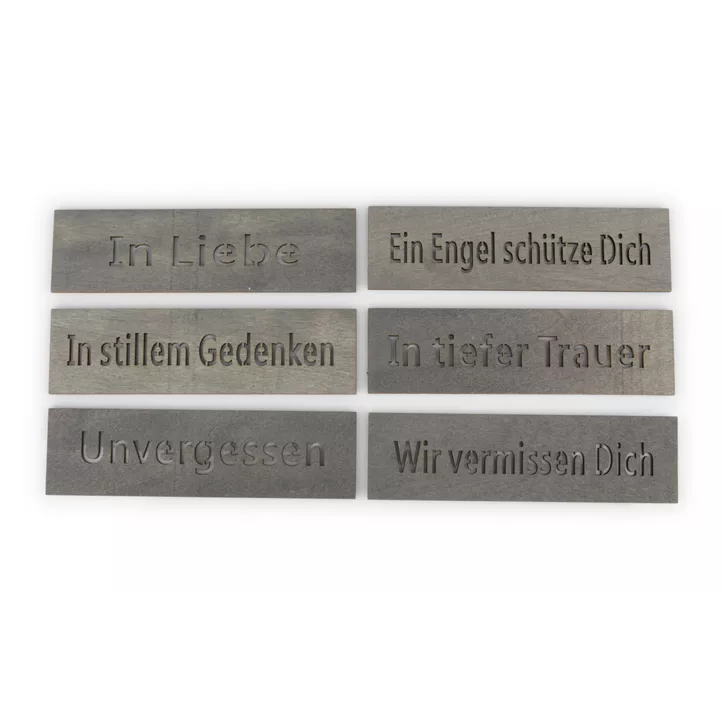 In Liebe
Ein Engel schütze Dich
In stillem Gedenken
In tiefer Trauer
Unvergessen
Wir vermissen Dich